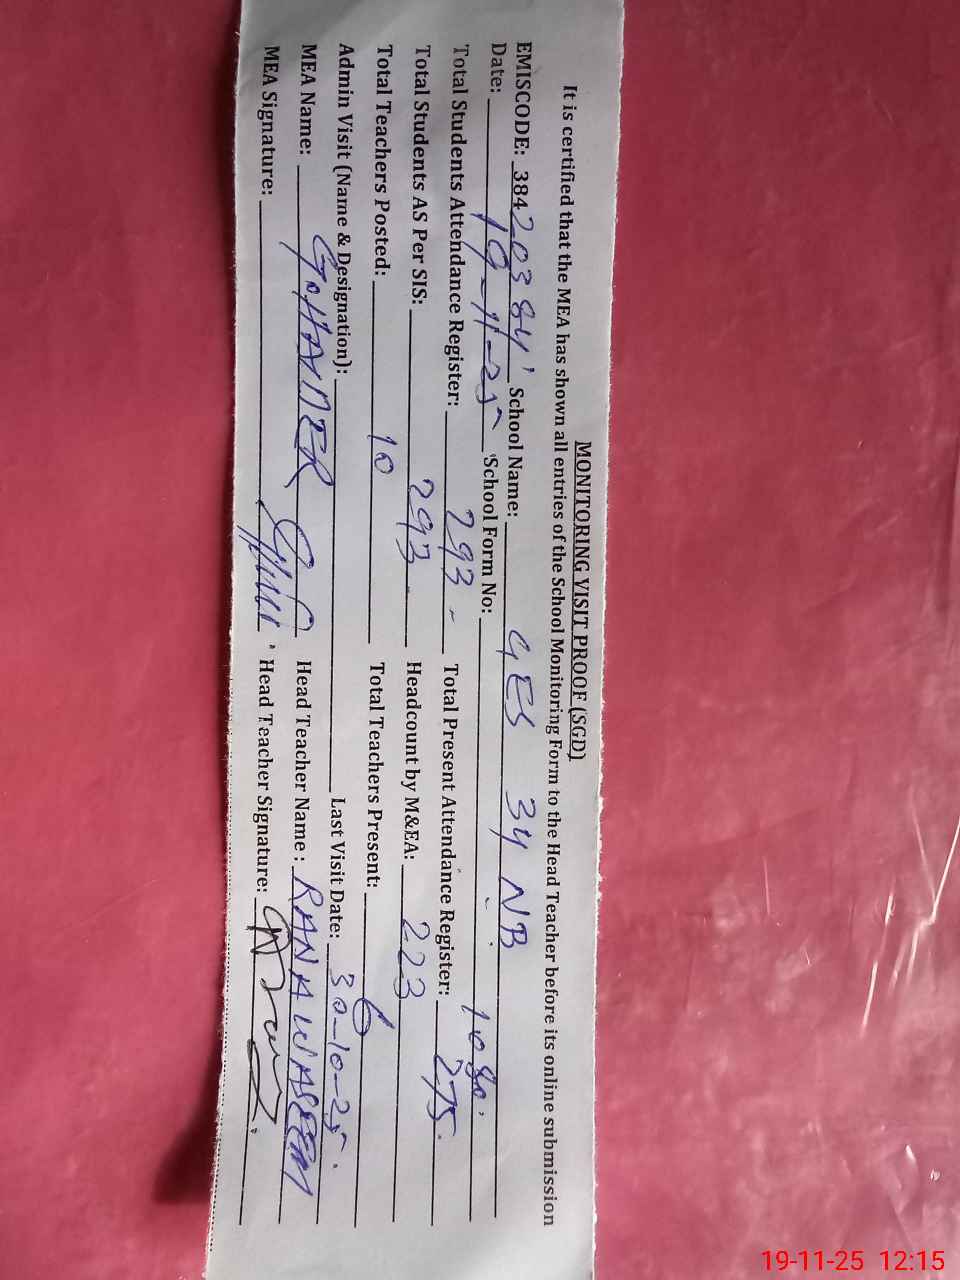 MONITORING VISIT PROOF (SGD)
It is certified that the MEA has shown all entries of the School Monitoring Form to the Head Teacher before its online submission
EMISCODE: 38420384 School Name: GES 34 NB
Date: 19-11-25 School Form No: 1080
Total Students Attendance Register: 293 Total Present Attendance Register: 275
Total Students AS Per SIS: 293 Headcount by M&EA: 223
Total Teachers Posted: 10 Total Teachers Present: 6
Admin Visit (Name & Designation): Last Visit Date: 30-10-25
MEA Name: Head Teacher Name : RANA WASEEM
MEA Signature: Head Teacher Signature:
19-11-25 12:15